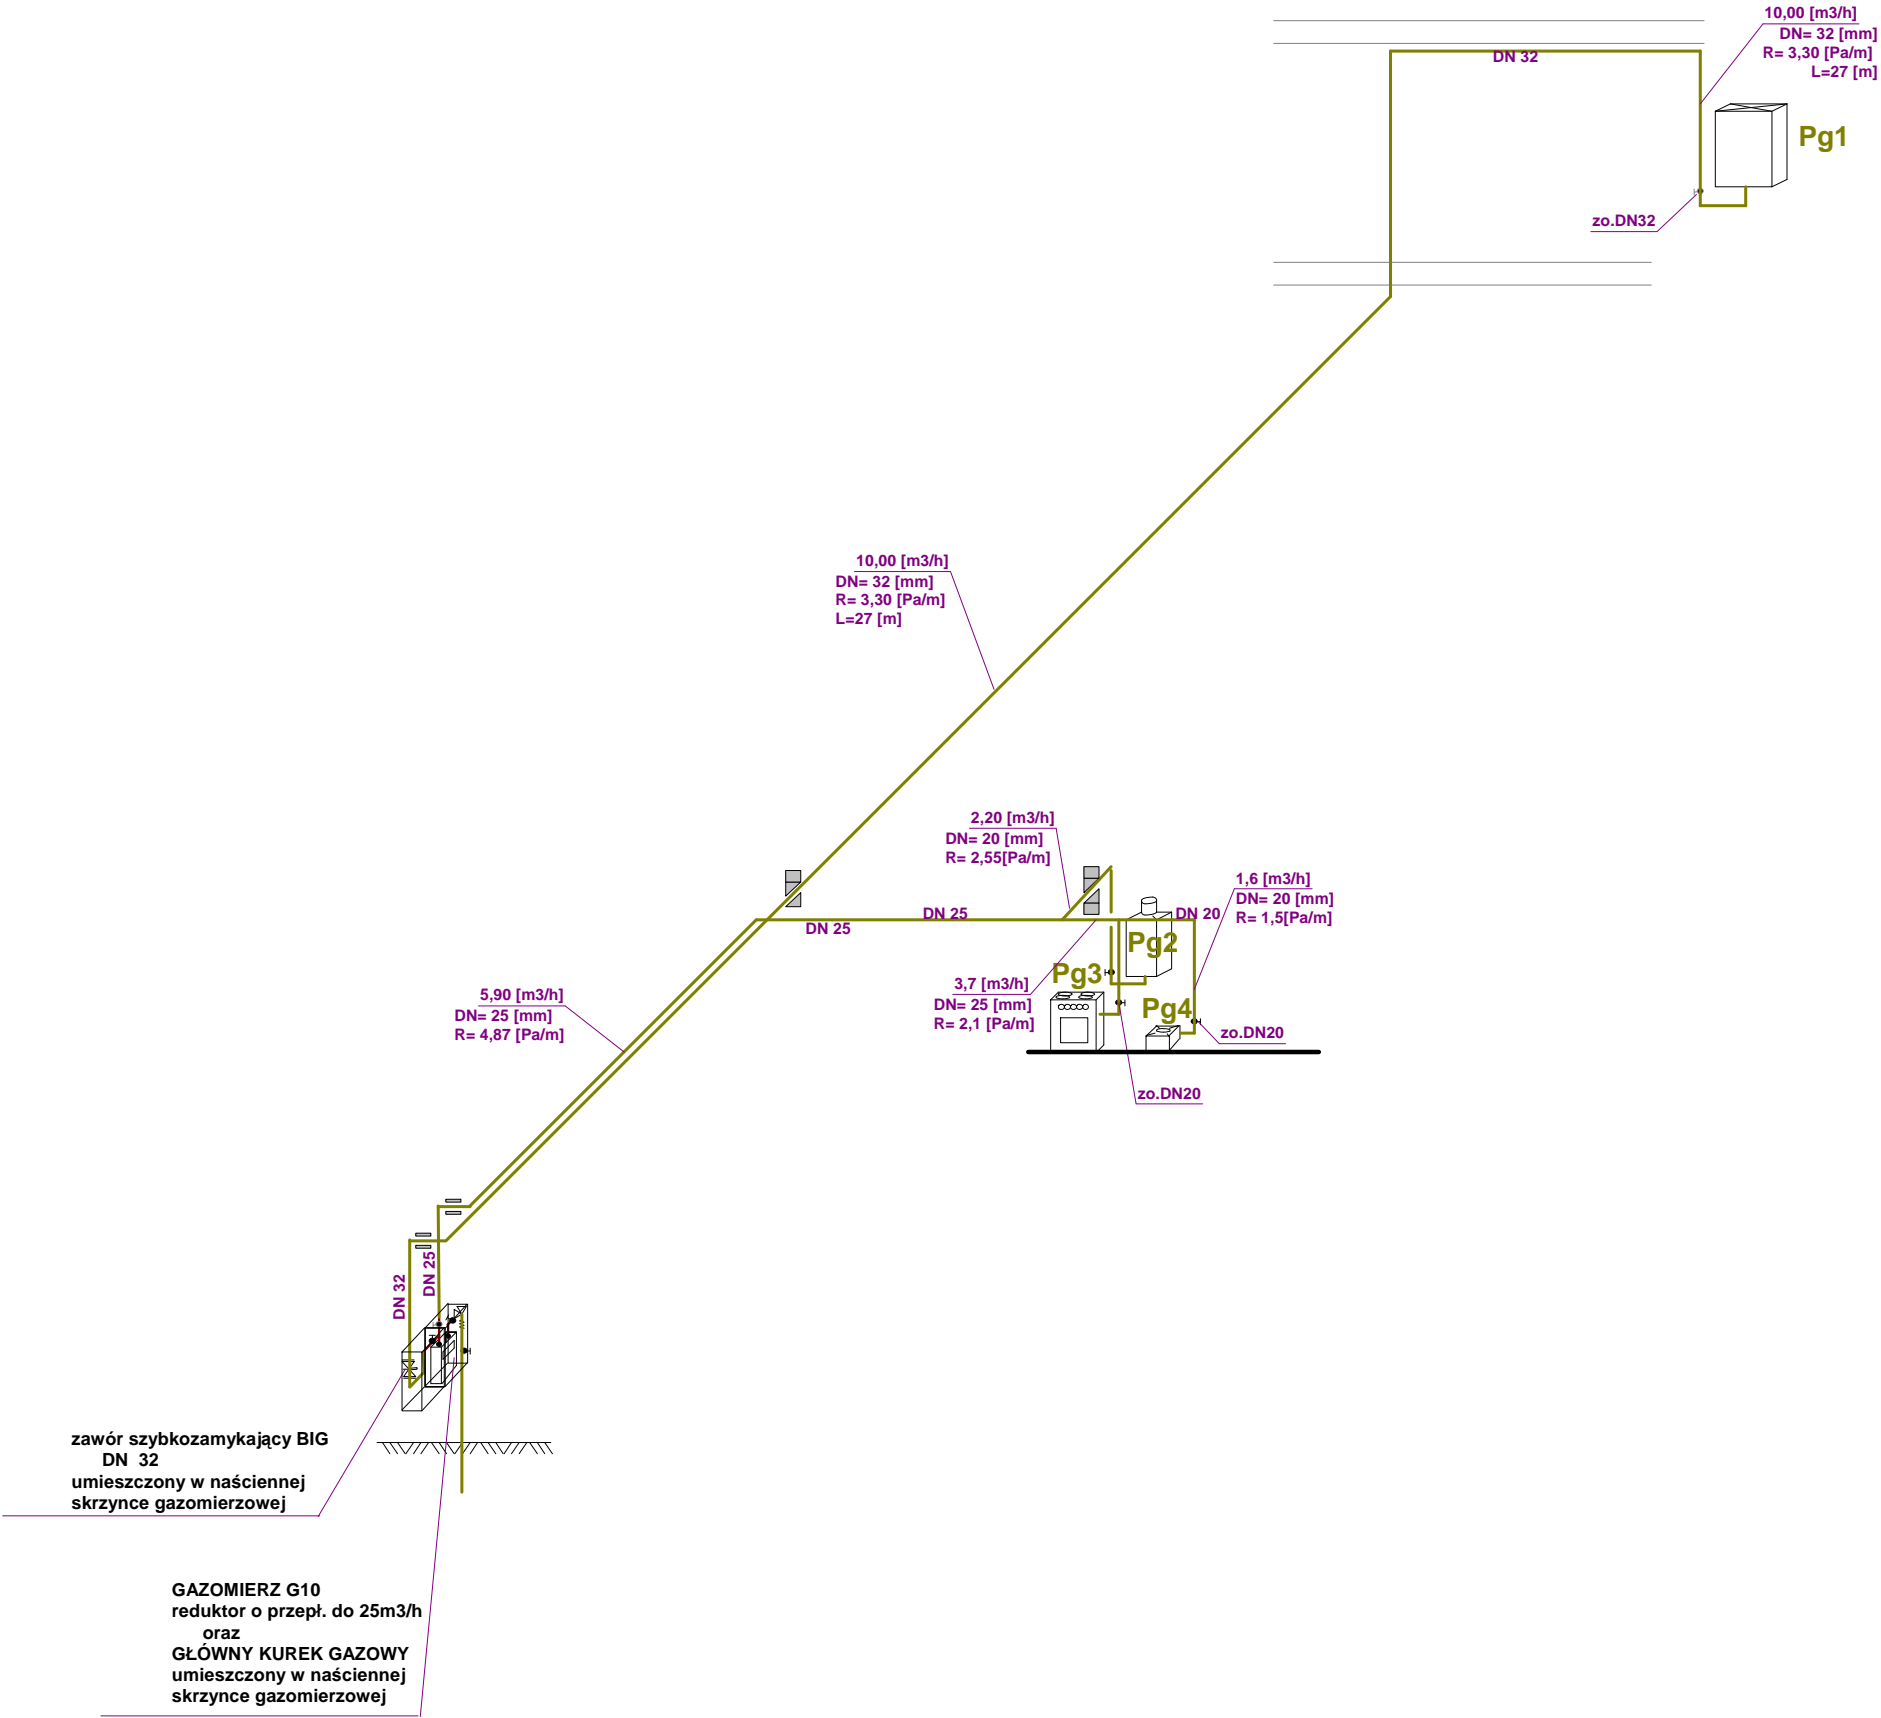 10,00 [m3/h]
DN= 32 [mm]
R= 3,30 [Pa/m]
L=27 [m]
DN 32
Pg1
zo.DN32
10,00 [m3/h]
DN= 32 [mm]
R= 3,30 [Pa/m]
L=27 [m]
2,20 [m3/h]
DN= 20 [mm]
R= 2,55[Pa/m]
1,6 [m3/h]
DN= 20 [mm]
R= 1,5[Pa/m]
DN 25
DN 25
DN 20
Pg2
Pg3
Pg4
3,7 [m3/h]
DN= 25 [mm]
R= 2,1 [Pa/m]
5,90 [m3/h]
DN= 25 [mm]
R= 4,87 [Pa/m]
zo.DN20
zo.DN20
DN 32
DN 25
zawór szybkozamykający BIG
DN 32
umieszczony w naściennej
skrzynce gazomierzowej
GAZOMIERZ G10
reduktor o przepł. do 25m3/h
oraz
GŁÓWNY KUREK GAZOWY
umieszczony w naściennej
skrzynce gazomierzowej